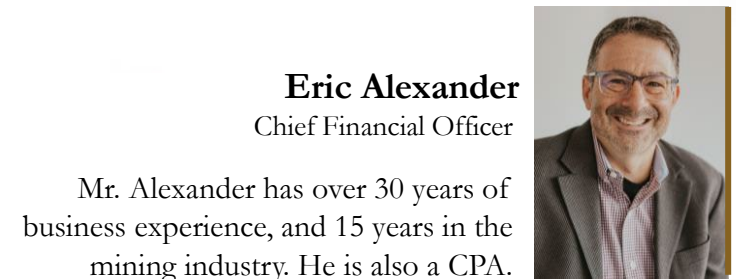 Eric Alexander
Chief Financial Officer
Mr. Alexander has over 30 years of
business experience, and 15 years in the
mining industry. He is also a CPA.